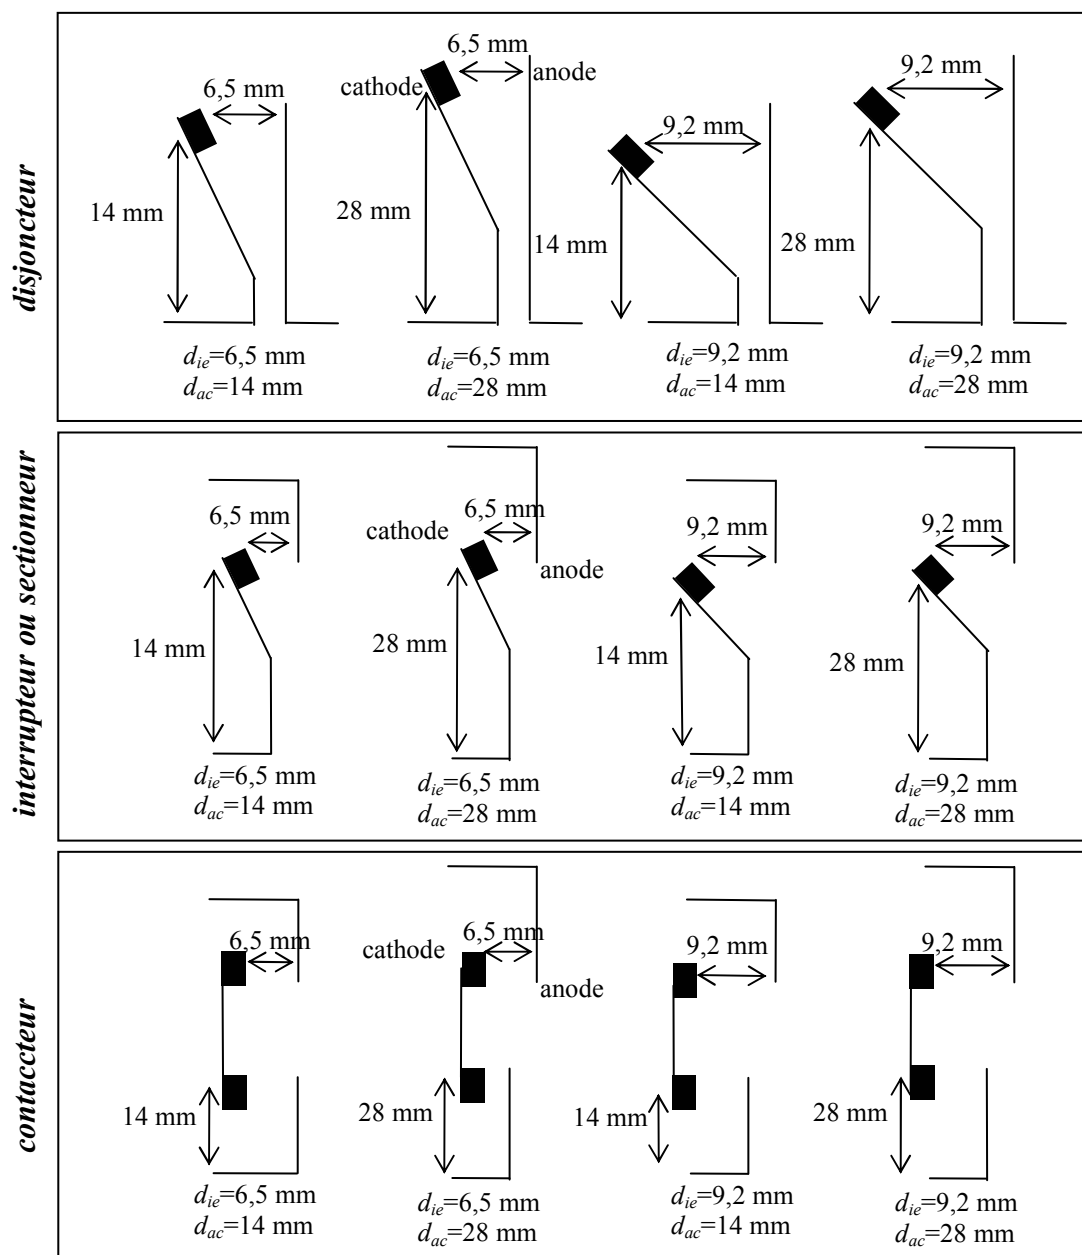 disjoncteur
6,5 mm
14 mm
d_ie=6,5 mm
d_ac=14 mm
6,5 mm
cathode
anode
28 mm
d_ie=6,5 mm
d_ac=28 mm
9,2 mm
14 mm
d_ie=9,2 mm
d_ac=14 mm
9,2 mm
28 mm
d_ie=9,2 mm
d_ac=28 mm
interrupteur ou sectionneur
6,5 mm
14 mm
d_ie=6,5 mm
d_ac=14 mm
6,5 mm
cathode
anode
28 mm
d_ie=6,5 mm
d_ac=28 mm
9,2 mm
14 mm
d_ie=9,2 mm
d_ac=14 mm
9,2 mm
28 mm
d_ie=9,2 mm
d_ac=28 mm
contaccteur
6,5 mm
14 mm
d_ie=6,5 mm
d_ac=14 mm
6,5 mm
cathode
anode
28 mm
d_ie=6,5 mm
d_ac=28 mm
9,2 mm
14 mm
d_ie=9,2 mm
d_ac=14 mm
9,2 mm
28 mm
d_ie=9,2 mm
d_ac=28 mm